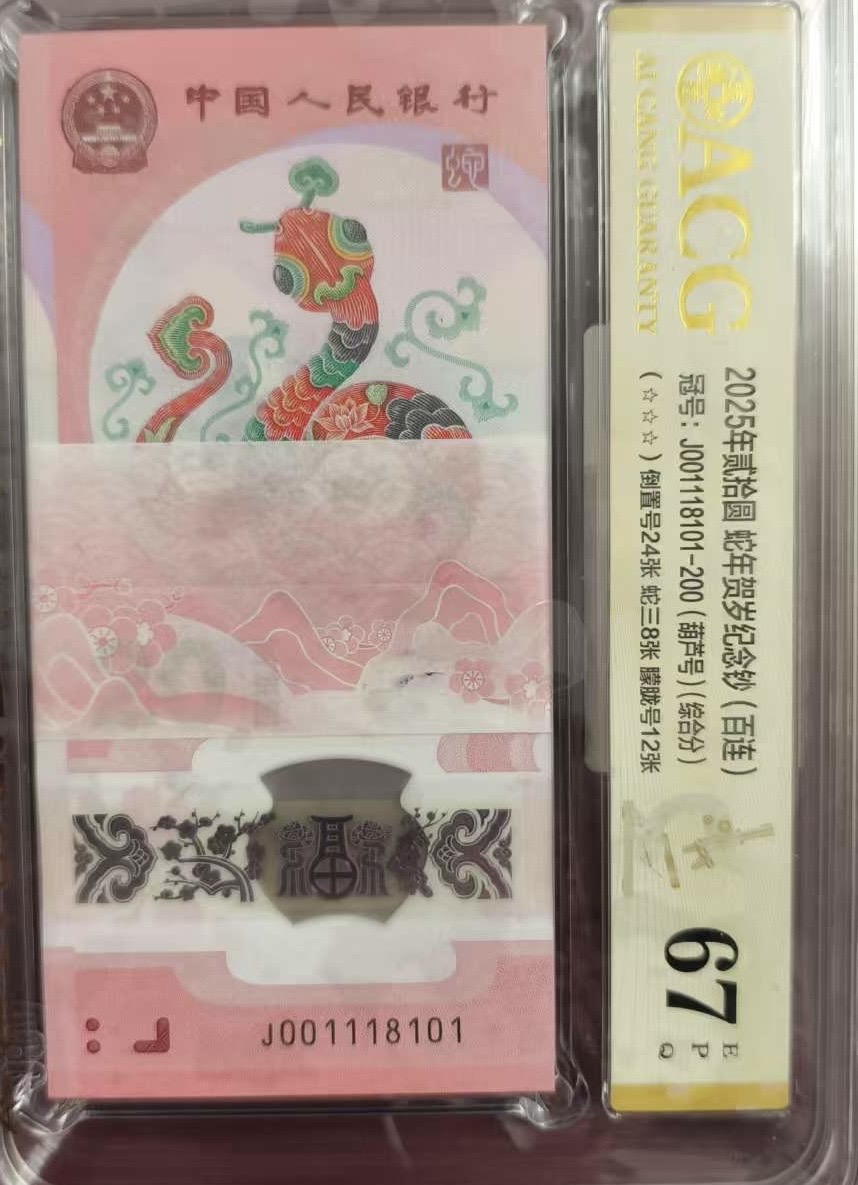 中国人民银行
J001118101
ACG
AI CANG GUARANTY
2025年贰拾圆 蛇年贺岁纪念钞（百连）
冠号：J001118101-200（葫芦号）（综合分）
（☆☆☆）倒置号24张 蛇三8张 朦胧号12张
67
E
P
Q